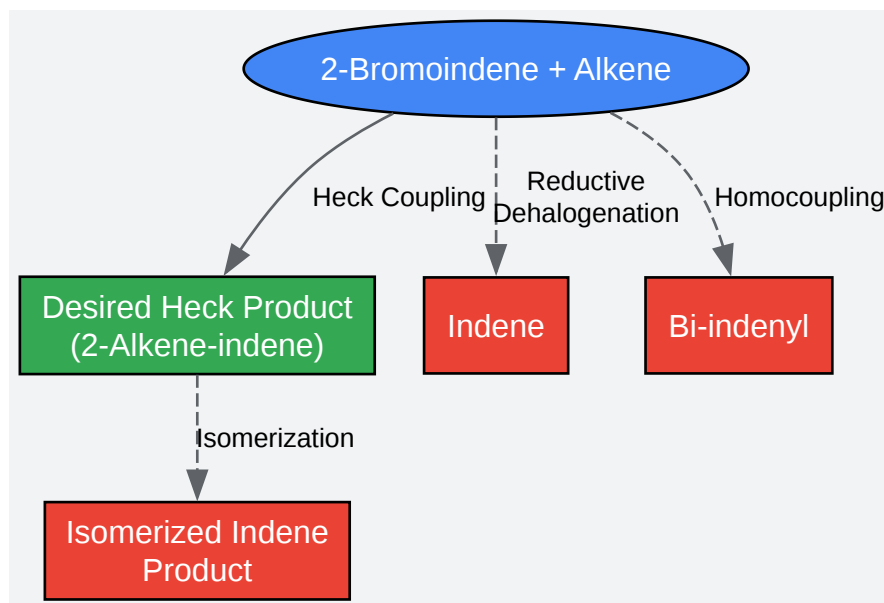 2-Bromoindene + Alkene
Heck Coupling
Reductive
Dehalogenation
Homocoupling
Desired Heck Product
(2-Alkene-indene)
Indene
Bi-indenyl
Isomerization
Isomerized Indene
Product